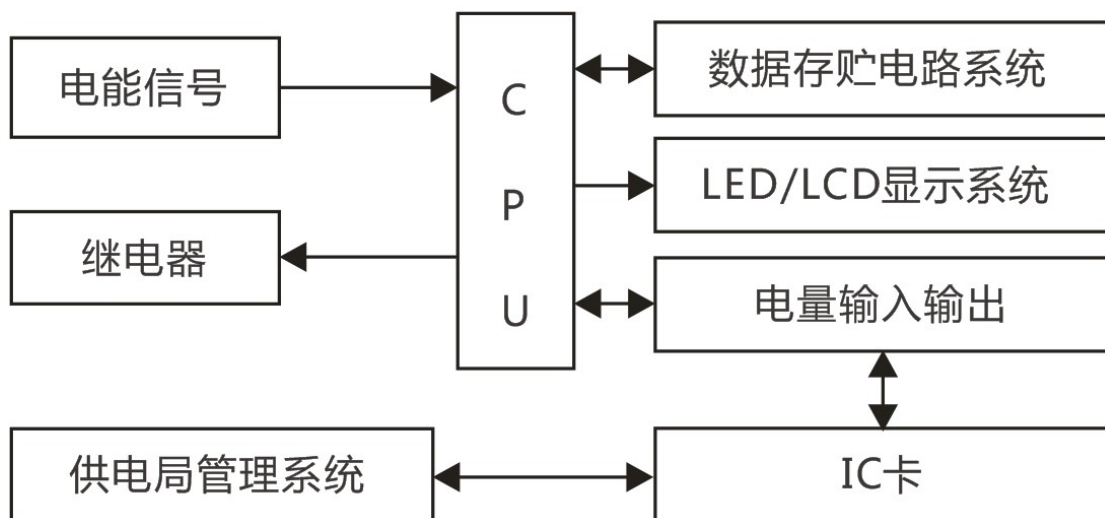 电能信号
C
P
U
数据存贮电路系统
LED/LCD显示系统
继电器
电量输入输出
供电局管理系统
IC卡